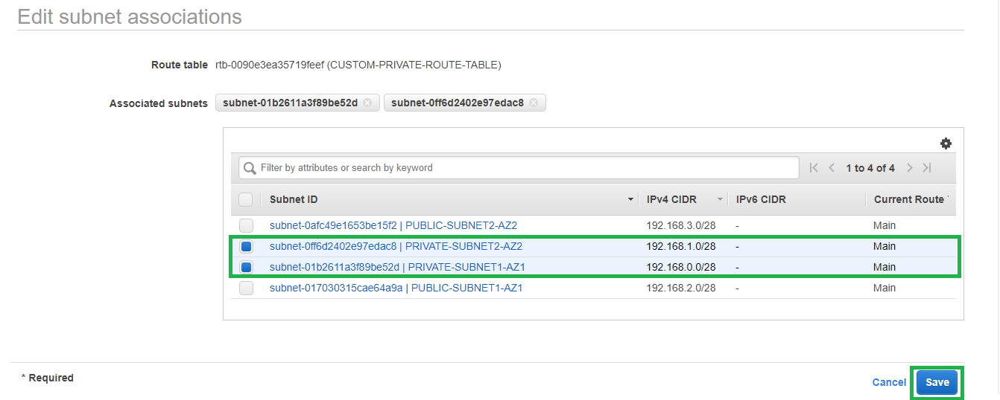 Edit subnet associations
Route table rtb-0090e3ea35719feef (CUSTOM-PRIVATE-ROUTE-TABLE)
Associated subnets subnet-01b2611a3f89be52d subnet-0ff6d2402e97edac8
Filter by attributes or search by keyword 1 to 4 of 4
Subnet ID IPv4 CIDR IPv6 CIDR Current Route
subnet-0afc49e1653be15f2 | PUBLIC-SUBNET2-AZ2 192.168.3.0/28 - Main
subnet-0ff6d2402e97edac8 | PRIVATE-SUBNET2-AZ2 192.168.1.0/28 - Main
subnet-01b2611a3f89be52d | PRIVATE-SUBNET1-AZ1 192.168.0.0/28 - Main
subnet-017030315cae64a9a | PUBLIC-SUBNET1-AZ1 192.168.2.0/28 - Main
* Required
Cancel Save